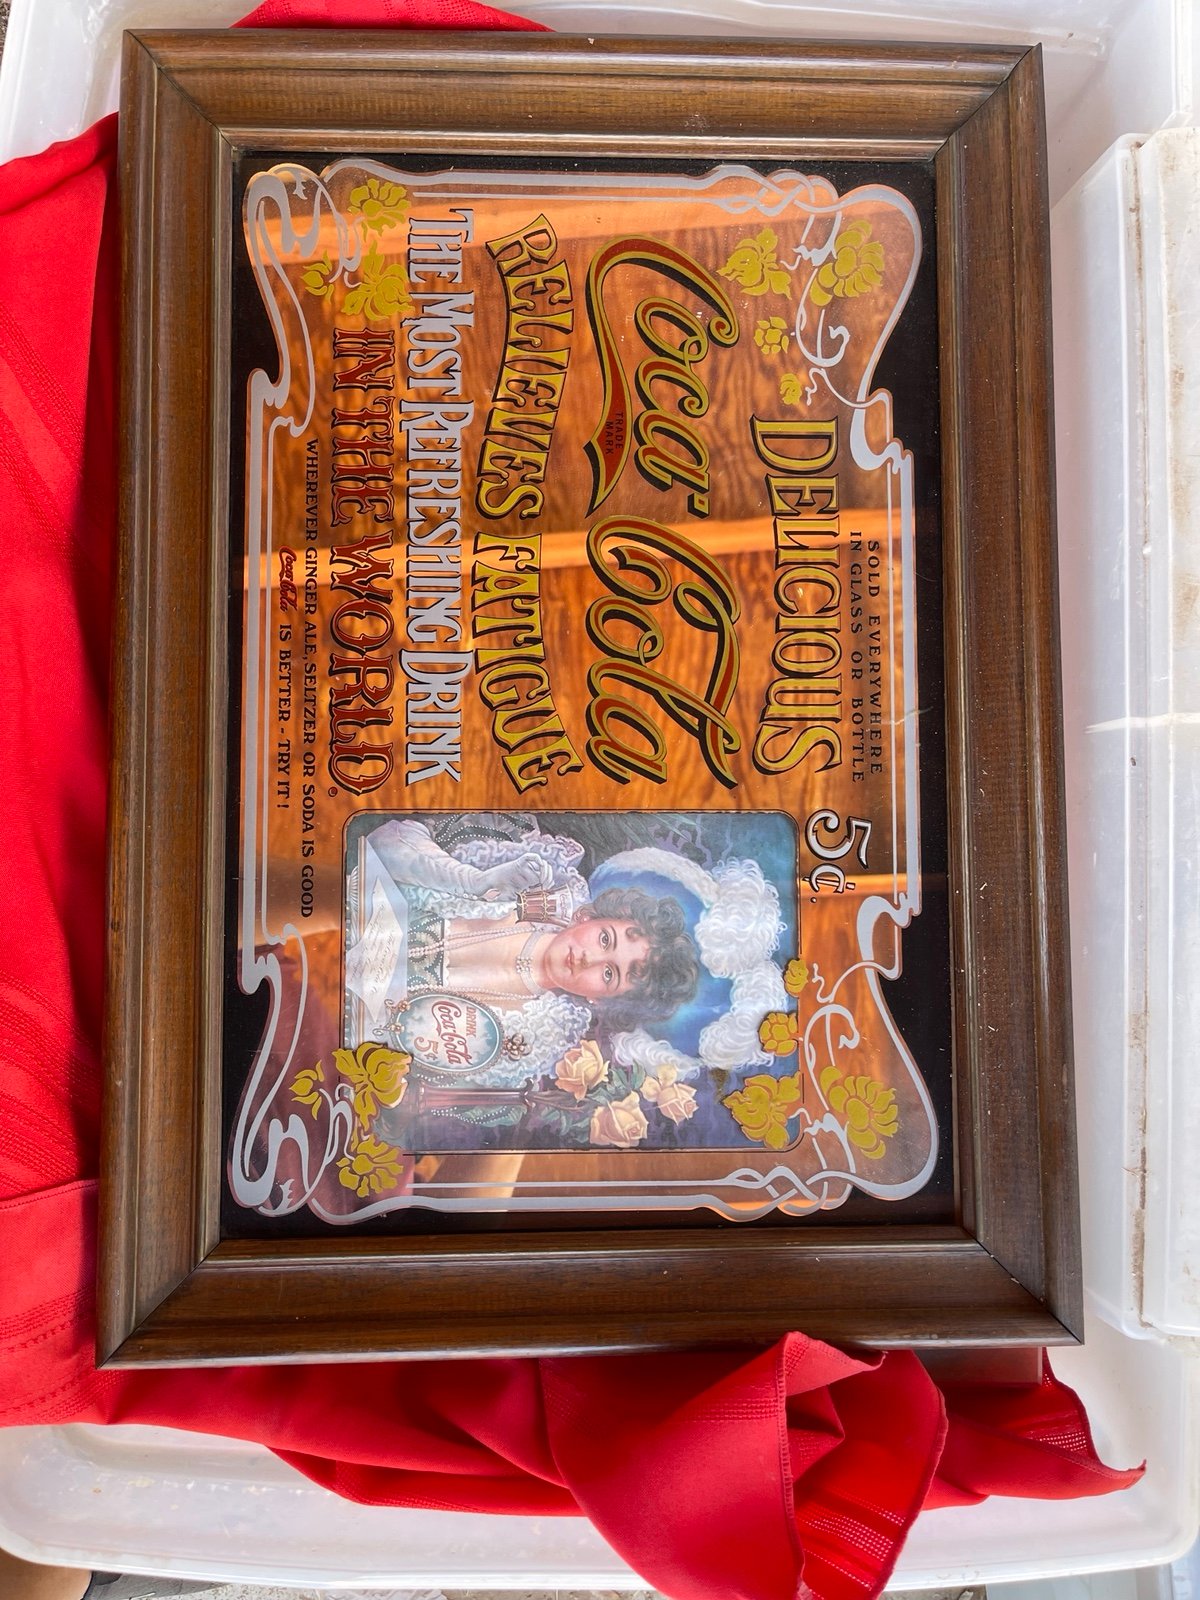 SOLD EVERYWHERE
IN GLASS OR BOTTLE
5¢.
DELICIOUS
Coca-Cola
TRADE
MARK
RELIEVES FATIGUE
THE MOST REFRESHING DRINK
IN THE WORLD.
WHEREVER GINGER ALE, SELTZER OR SODA IS GOOD
Coca-Cola IS BETTER - TRY IT!
DRINK
Coca-Cola
5¢